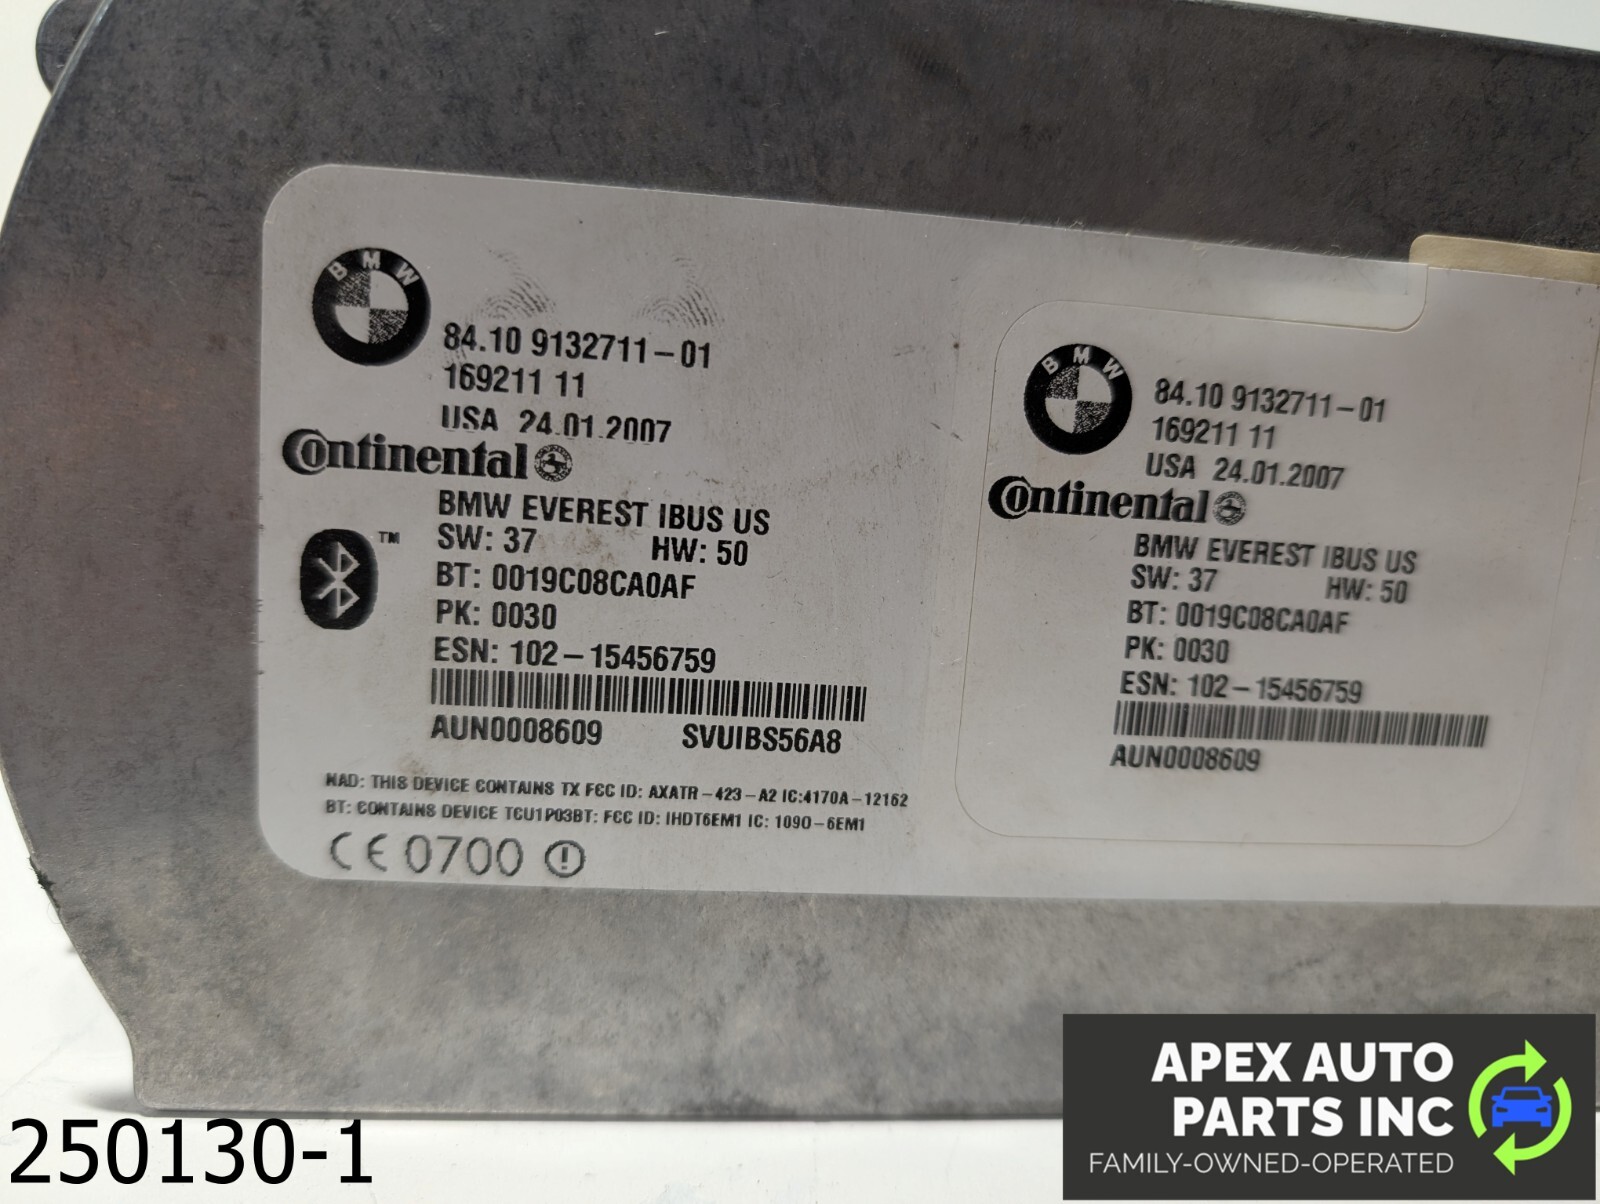 BMW
84.10 9132711-01
169211 11
USA 24.01.2007
Continental
BMW EVEREST IBUS US
SW: 37 HW: 50
TM
BT: 0019C08CA0AF
PK: 0030
ESN: 102-15456759
AUN0008609 SVUIBS56A8
NAD: THIS DEVICE CONTAINS TX FCC ID: AXATR-423-A2 IC:4170A-12162
BT: CONTAINS DEVICE TCU1P03BT: FCC ID: IHDT6EM1 IC: 109O-6EM1
CE 0700
BMW
84.10 9132711-01
169211 11
USA 24.01.2007
Continental
BMW EVEREST IBUS US
SW: 37 HW: 50
BT: 0019C08CA0AF
PK: 0030
ESN: 102-15456759
AUN0008609
250130-1
APEX AUTO
PARTS INC
FAMILY-OWNED-OPERATED